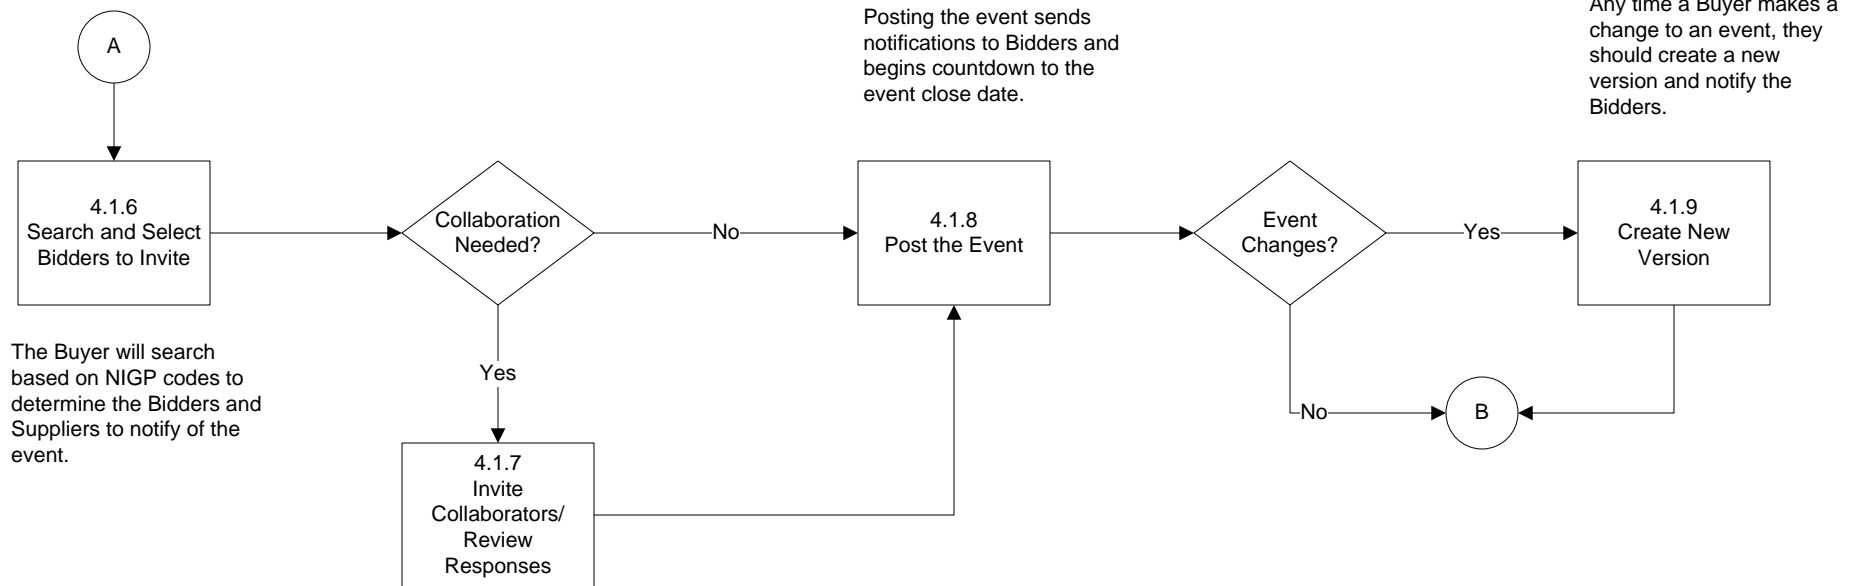 A
Posting the event sends
notifications to Bidders and
begins countdown to the
event close date.
Any time a Buyer makes a
change to an event, they
should create a new
version and notify the
Bidders.
4.1.6
Search and Select
Bidders to Invite
Collaboration
Needed?
No
4.1.8
Post the Event
Event
Changes?
Yes
4.1.9
Create New
Version
The Buyer will search
based on NIGP codes to
determine the Bidders and
Suppliers to notify of the
event.
Yes
No
B
4.1.7
Invite
Collaborators/
Review
Responses